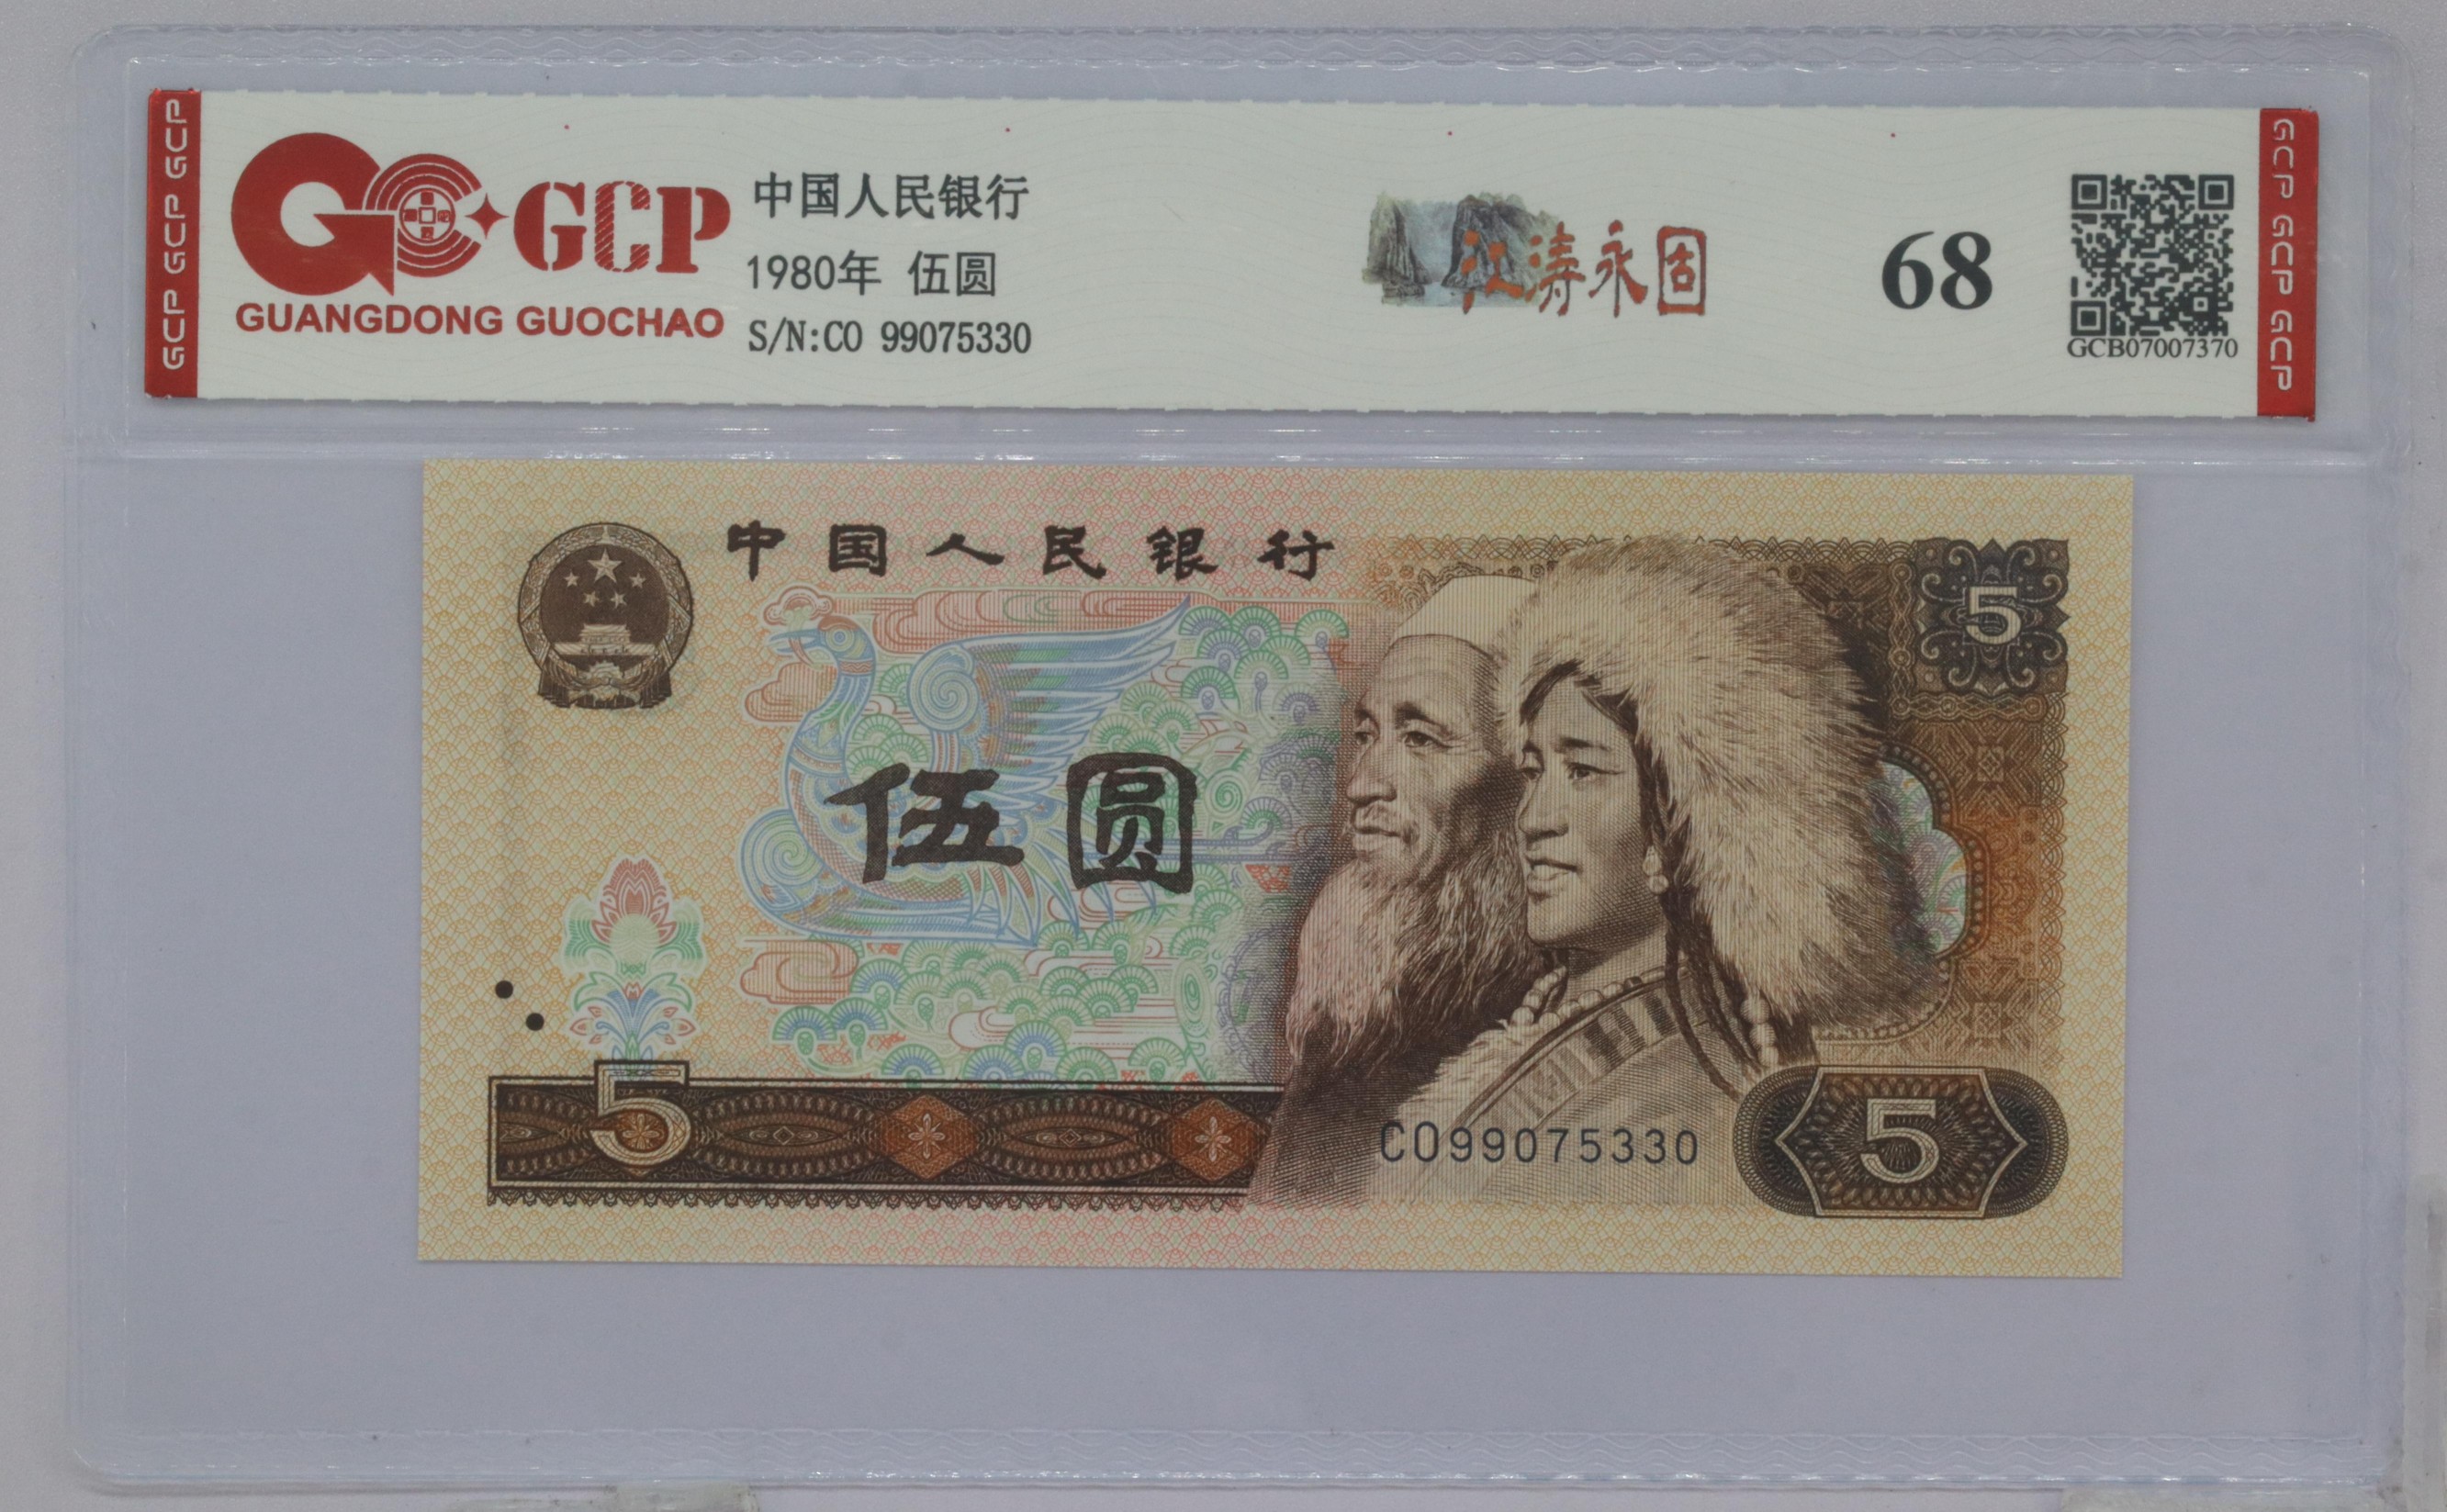 GCP GCP GCP
GCP
GUANGDONG GUOCHAO
中国人民银行
1980年 伍圆
S/N:CO 99075330
江涛永固
68
GCB07007370
GCP GCP GCP
中国人民银行
5
伍圆
5
CO99075330
5